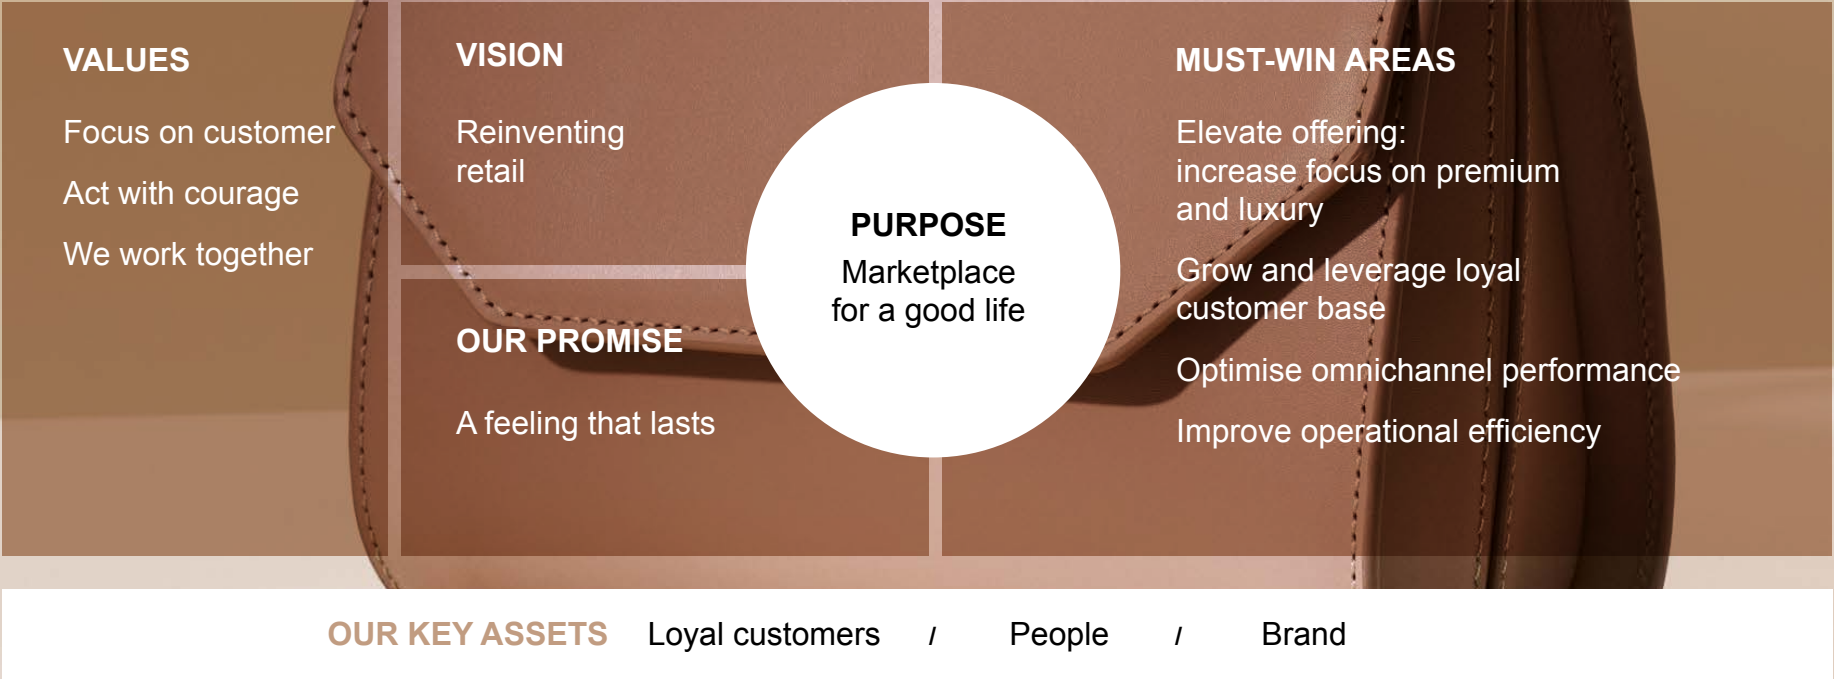 VALUES
Focus on customer
Act with courage
We work together
VISION
Reinventing
retail
OUR PROMISE
A feeling that lasts
PURPOSE
Marketplace
for a good life
MUST-WIN AREAS
Elevate offering:
increase focus on premium
and luxury
Grow and leverage loyal
customer base
Optimise omnichannel performance
Improve operational efficiency
OUR KEY ASSETS Loyal customers / People / Brand